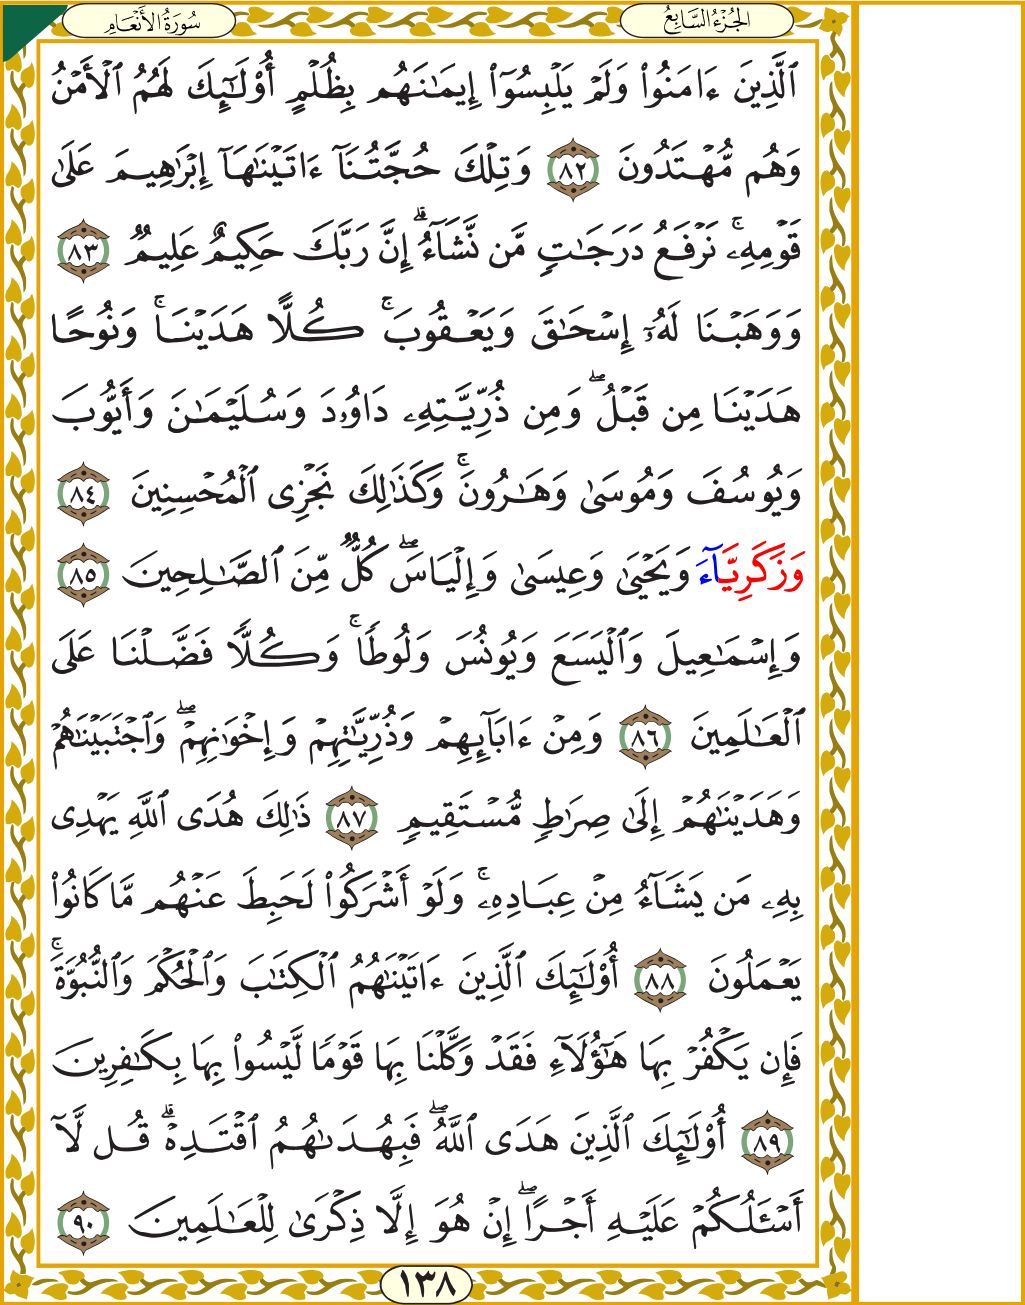 الجُزْءُ السَّابِعُ
سُورَةُ الأَنْعَامِ
ٱلَّذِينَ ءَامَنُوا۟ وَلَمْ يَلْبِسُوٓا۟ إِيمَـٰنَهُم بِظُلْمٍ أُو۟لَـٰٓئِكَ لَهُمُ ٱلْأَمْنُ
وَهُم مُّهْتَدُونَ ٨٢ وَتِلْكَ حُجَّتُنَآ ءَاتَيْنَـٰهَآ إِبْرَٰهِيمَ عَلَىٰ
قَوْمِهِۦ ۚ نَرْفَعُ دَرَجَـٰتِ مَّن نَّشَآءُ ۗ إِنَّ رَبَّكَ حَكِيمٌ عَلِيمٌ ٨٣
وَوَهَبْنَا لَهُۥٓ إِسْحَـٰقَ وَيَعْقُوبَ ۚ كُلًّا هَدَيْنَا ۚ وَنُوحًا
هَدَيْنَا مِن قَبْلُ ۖ وَمِن ذُرِّيَّتِهِۦ دَاوُۥدَ وَسُلَيْمَـٰنَ وَأَيُّوبَ
وَيُوسُفَ وَمُوسَىٰ وَهَـٰرُونَ ۚ وَكَذَٰلِكَ نَجْزِى ٱلْمُحْسِنِينَ ٨٤
وَزَكَرِيَّآءَ وَيَحْيَىٰ وَعِيسَىٰ وَإِلْيَاسَ ۖ كُلٌّ مِّنَ ٱلصَّـٰلِحِينَ ٨٥
وَإِسْمَـٰعِيلَ وَٱلْيَسَعَ وَيُونُسَ وَلُوطًا ۚ وَكُلًّا فَضَّلْنَا عَلَى
ٱلْعَـٰلَمِينَ ٨٦ وَمِنْ ءَابَآئِهِمْ وَذُرِّيَّـٰتِهِمْ وَإِخْوَٰنِهِمْ ۖ وَٱجْتَبَيْنَـٰهُمْ
وَهَدَيْنَـٰهُمْ إِلَىٰ صِرَٰطٍ مُّسْتَقِيمٍ ٨٧ ذَٰلِكَ هُدَى ٱللَّهِ يَهْدِى
بِهِۦ مَن يَشَآءُ مِنْ عِبَادِهِۦ ۚ وَلَوْ أَشْرَكُوا۟ لَحَبِطَ عَنْهُم مَّا كَانُوا۟
يَعْمَلُونَ ٨٨ أُو۟لَـٰٓئِكَ ٱلَّذِينَ ءَاتَيْنَـٰهُمُ ٱلْكِتَـٰبَ وَٱلْحُكْمَ وَٱلنُّبُوَّةَ ۚ
فَإِن يَكْفُرْ بِهَا هَـٰٓؤُلَآءِ فَقَدْ وَكَّلْنَا بِهَا قَوْمًا لَّيْسُوا۟ بِهَا بِكَـٰفِرِينَ
٨٩ أُو۟لَـٰٓئِكَ ٱلَّذِينَ هَدَى ٱللَّهُ ۖ فَبِهُدَىٰهُمُ ٱقْتَدِهْ ۗ قُل لَّآ
أَسْـَٔلُكُمْ عَلَيْهِ أَجْرًا ۖ إِنْ هُوَ إِلَّا ذِكْرَىٰ لِلْعَـٰلَمِينَ ٩٠
١٣٨